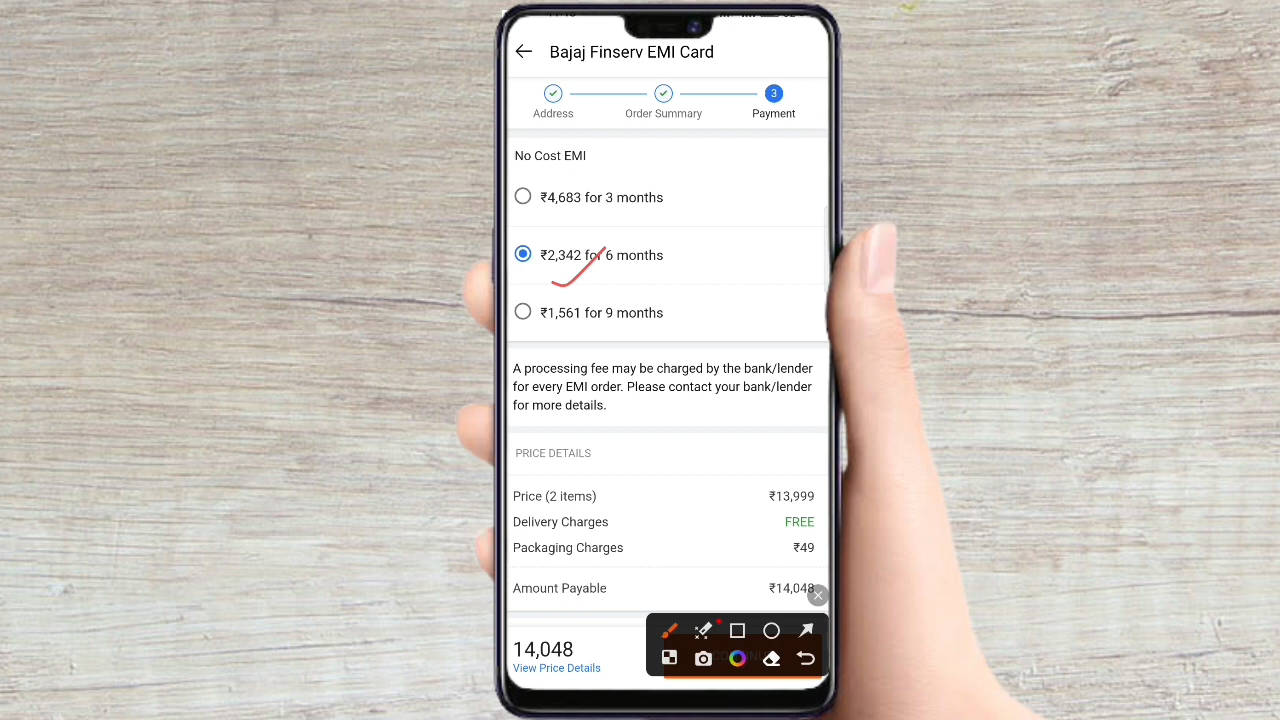 Bajaj Finserv EMI Card
3
Address
Order Summary
Payment
No Cost EMI
₹4,683 for 3 months
₹2,342 for 6 months
₹1,561 for 9 months
A processing fee may be charged by the bank/lender
for every EMI order. Please contact your bank/lender
for more details.
PRICE DETAILS
Price (2 items) ₹13,999
Delivery Charges FREE
Packaging Charges ₹49
Amount Payable ₹14,048
14,048
View Price Details